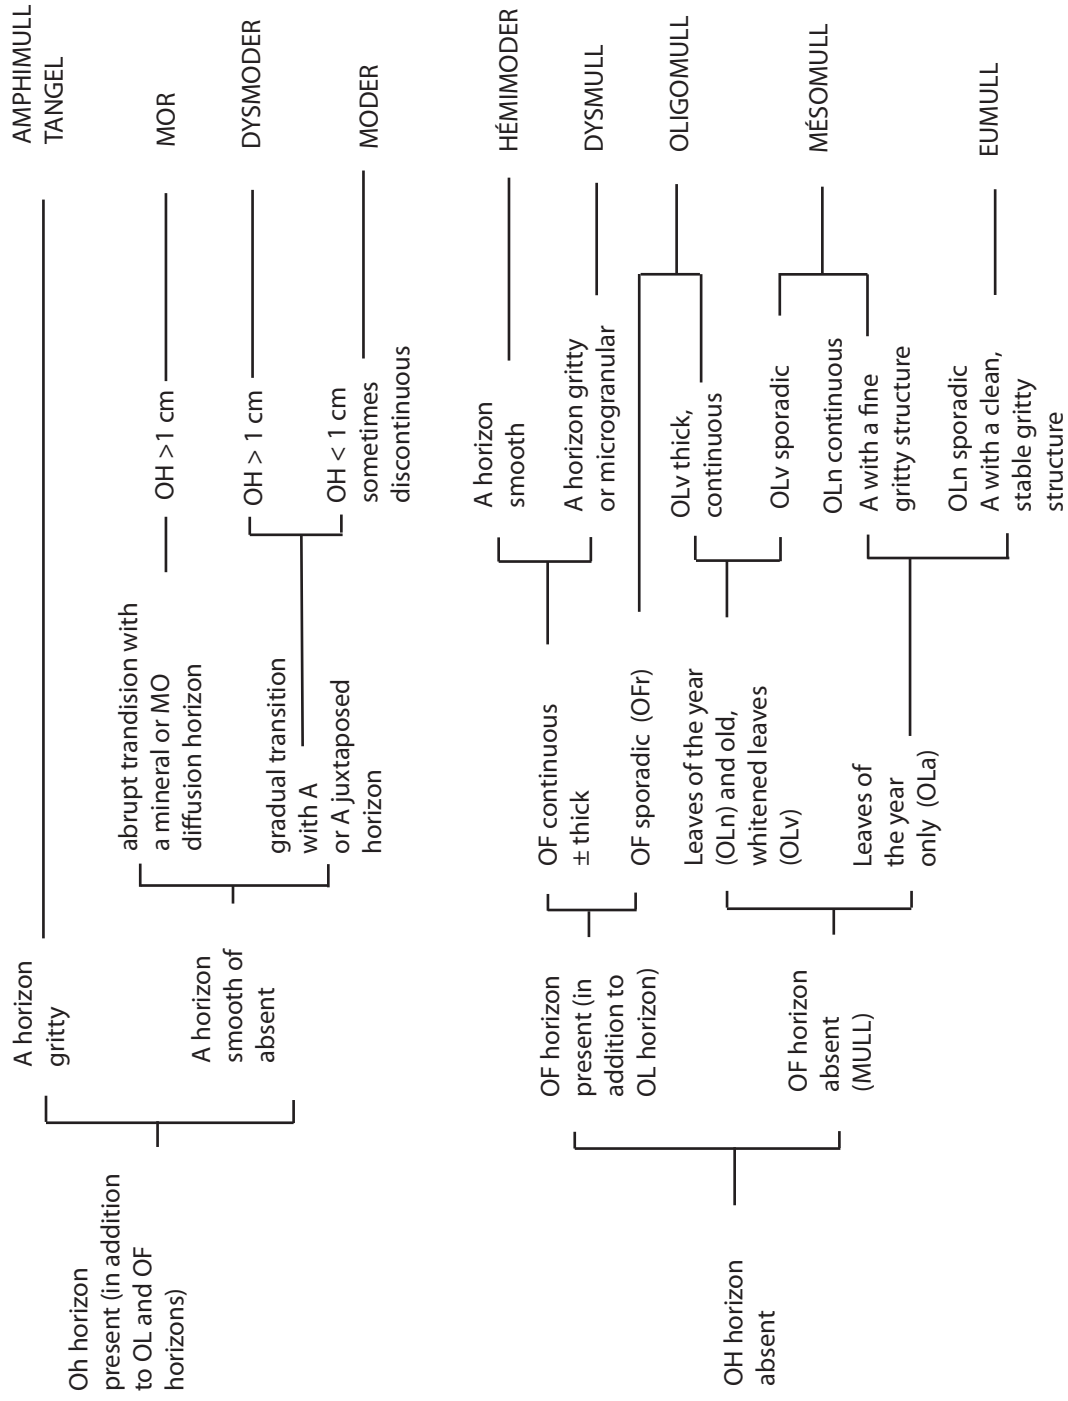 Oh horizon
present (in addition
to OL and OF
horizons)
A horizon
gritty
AMPHIMULL
TANGEL
A horizon
smooth of
absent
abrupt trandision with
a mineral or MO
diffusion horizon
OH >1 cm
MOR
gradual transition
with A
or A juxtaposed
horizon
OH > 1 cm
DYSMODER
OH < 1 cm
sometimes
discontinuous
MODER
OH horizon
absent
OF horizon
present (in
addition to
OL horizon)
OF continuous
± thick
A horizon
smooth
HÉMIMODER
A horizon gritty
or microgranular
DYSMULL
OF sporadic (OFr)
OLIGOMULL
OF horizon
absent
(MULL)
Leaves of the year
(OLn) and old,
whitened leaves
(OLv)
OLv thick,
continuous
OLv sporadic
MÉSOMULL
Leaves of
the year
only (OLa)
OLn continuous
A with a fine
gritty structure
OLn sporadic
A with a clean,
stable gritty
structure
EUMULL